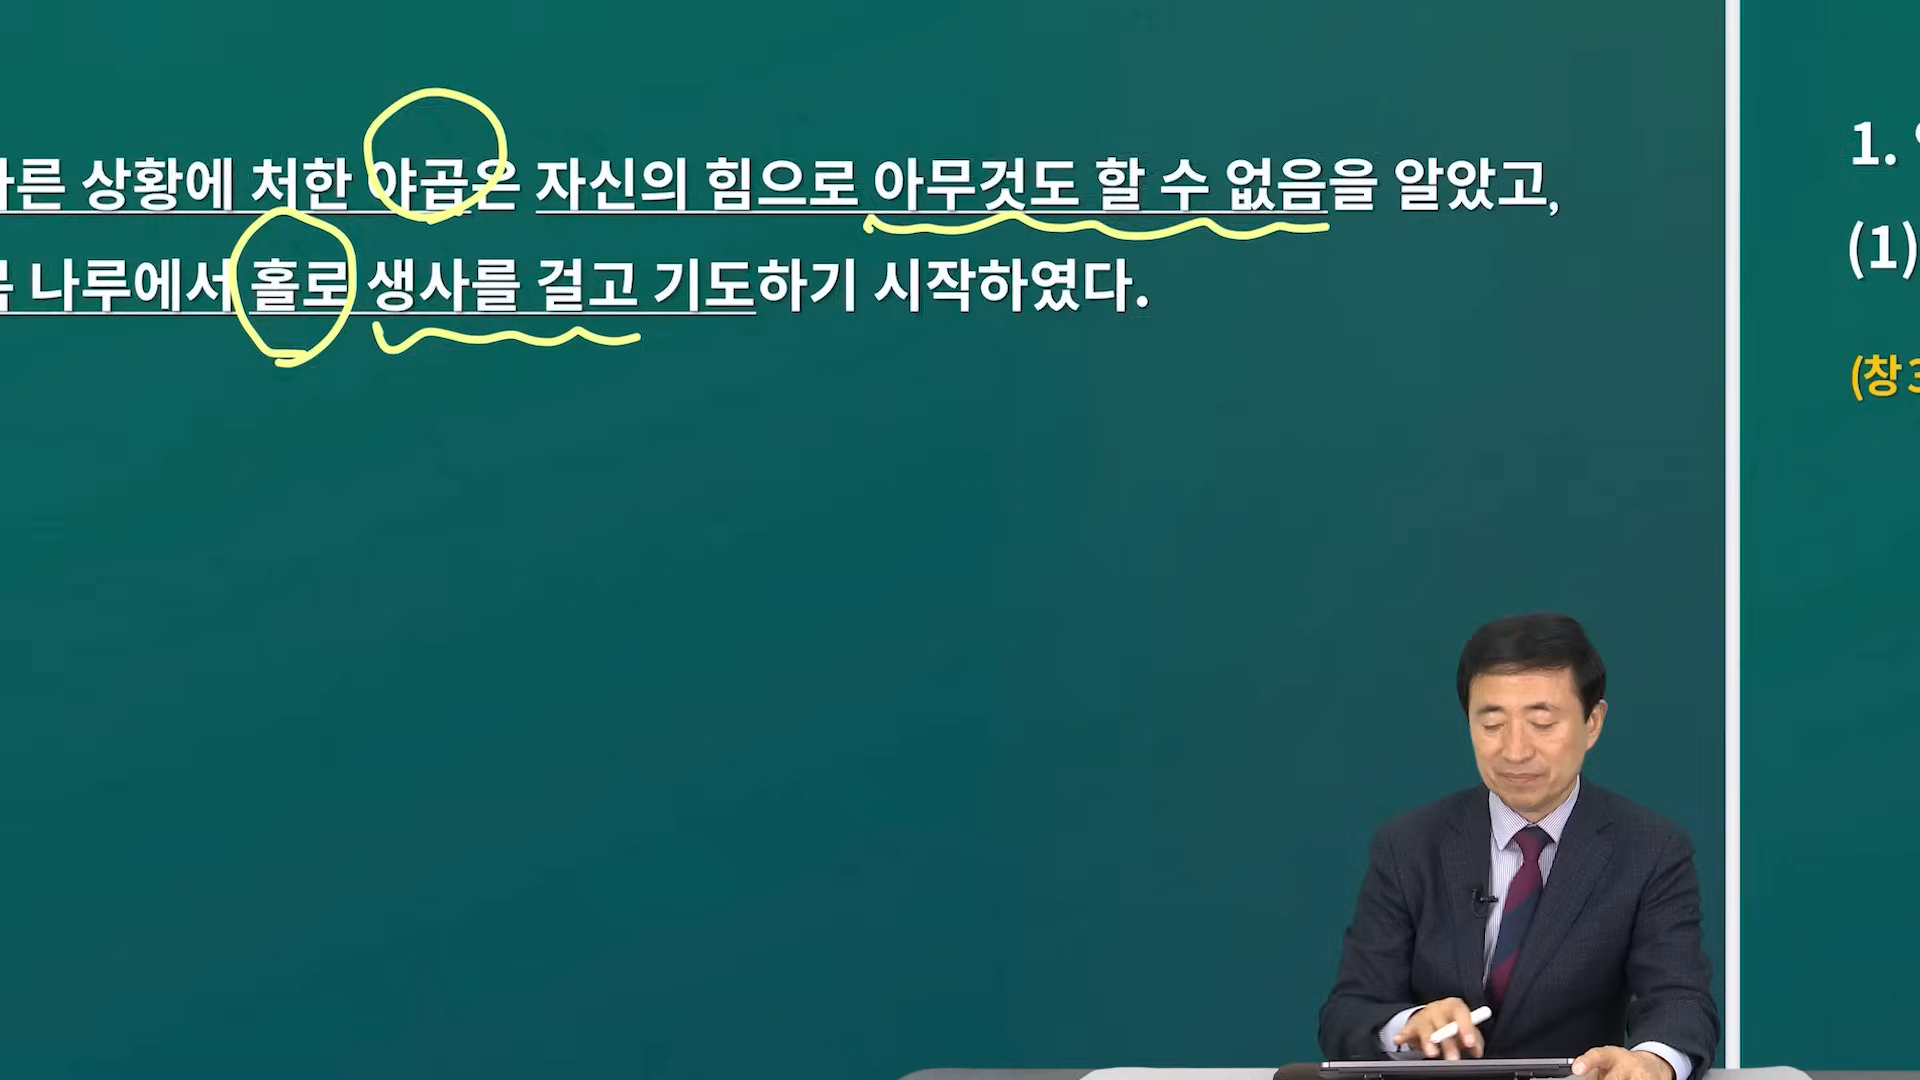 른 상황에 처한 야곱은 자신의 힘으로 아무것도 할 수 없음을 알았고,
나루에서 홀로 생사를 걸고 기도하기 시작하였다.
1.
(1)
(창